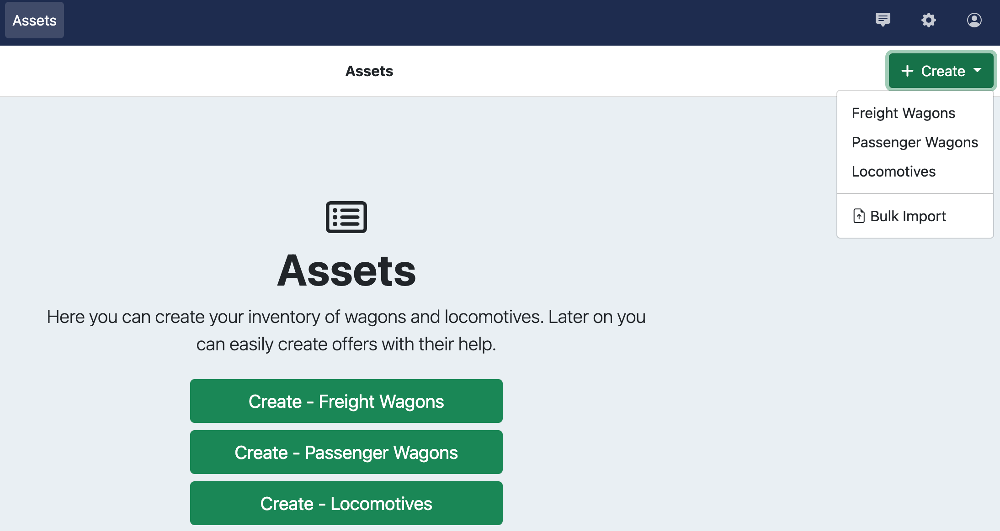 Assets
Assets
+ Create
Freight Wagons
Passenger Wagons
Locomotives
Bulk Import
Assets
Here you can create your inventory of wagons and locomotives. Later on you
can easily create offers with their help.
Create - Freight Wagons
Create - Passenger Wagons
Create - Locomotives